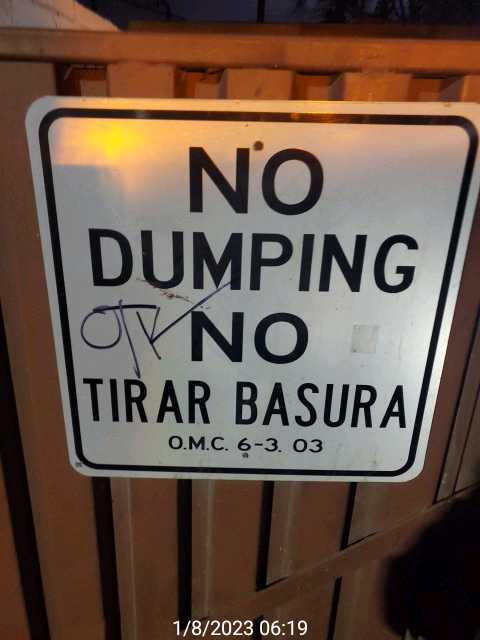 NO
DUMPING
NO
TIRAR BASURA
O.M.C. 6-3. 03
1/8/2023 06:19